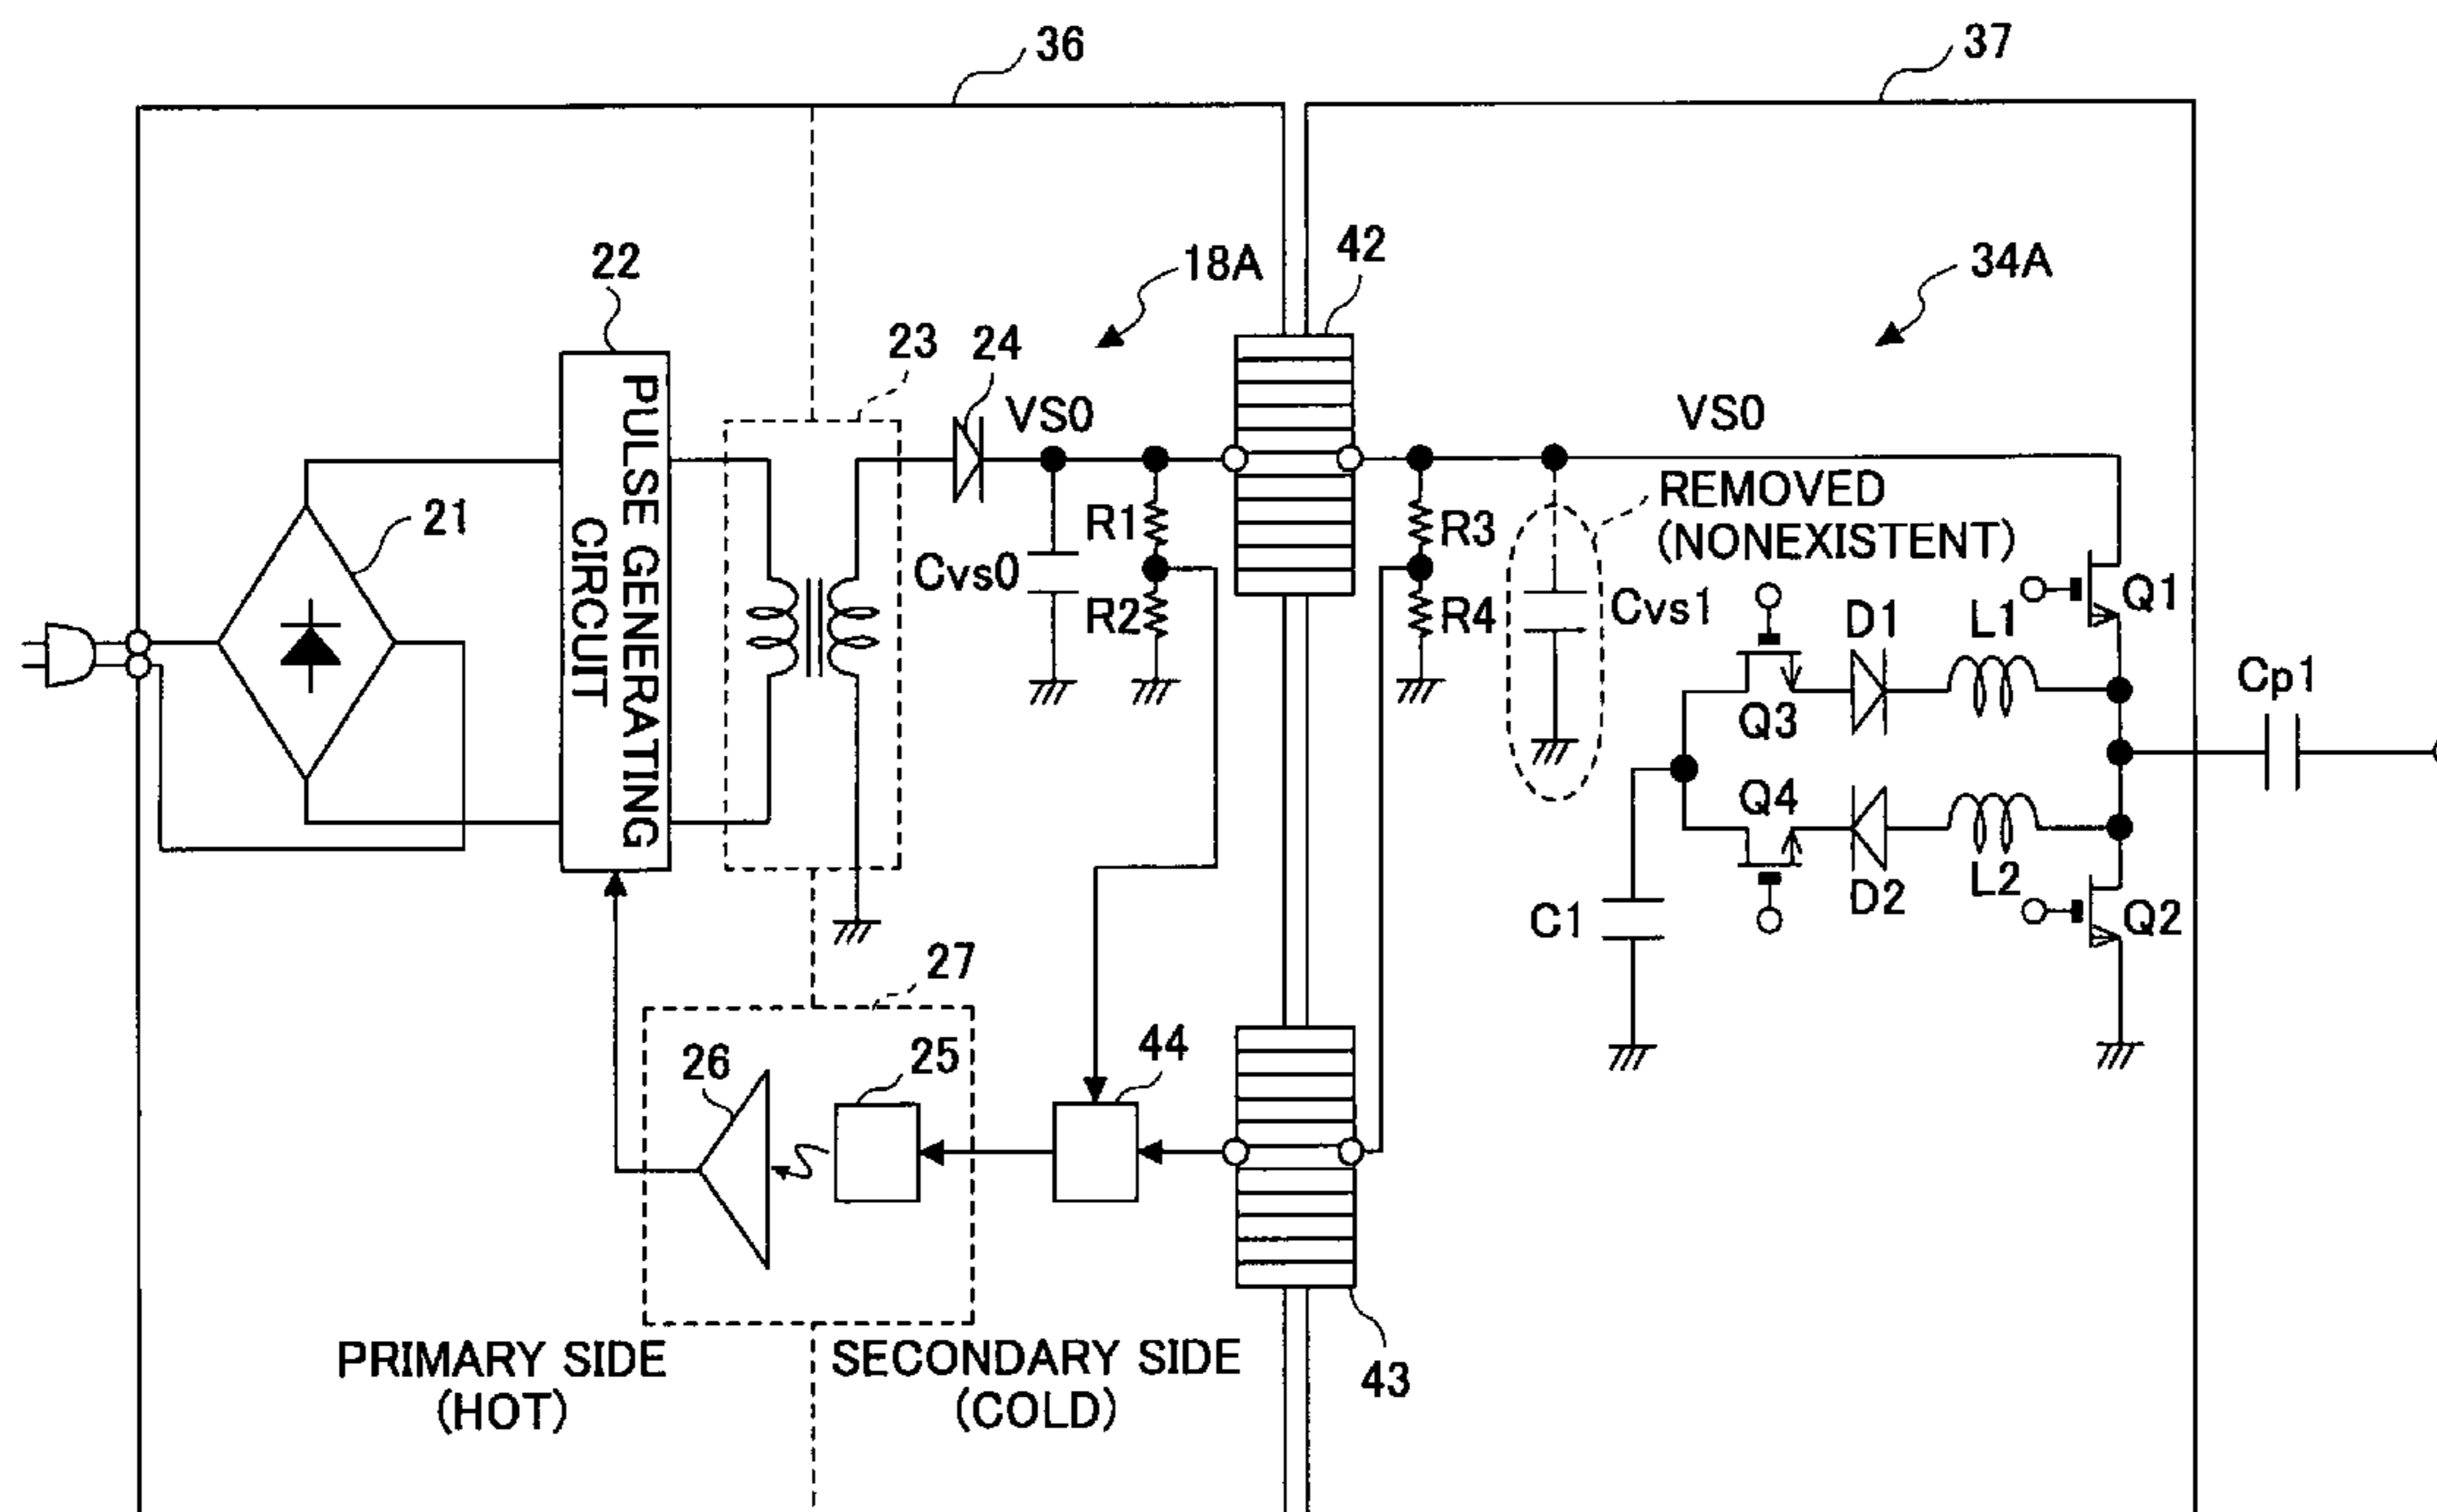 36
37
22
18A
42
34A
23
24
VS0
VS0
21
PULSE GENERATING
CIRCUIT
R1
Cvs0
R2
R3
R4
REMOVED
(NONEXISTENT)
Cvs1
Q1
D1
L1
Q3
Cp1
Q4
D2
L2
C1
Q2
27
26
25
44
43
PRIMARY SIDE
(HOT)
SECONDARY SIDE
(COLD)